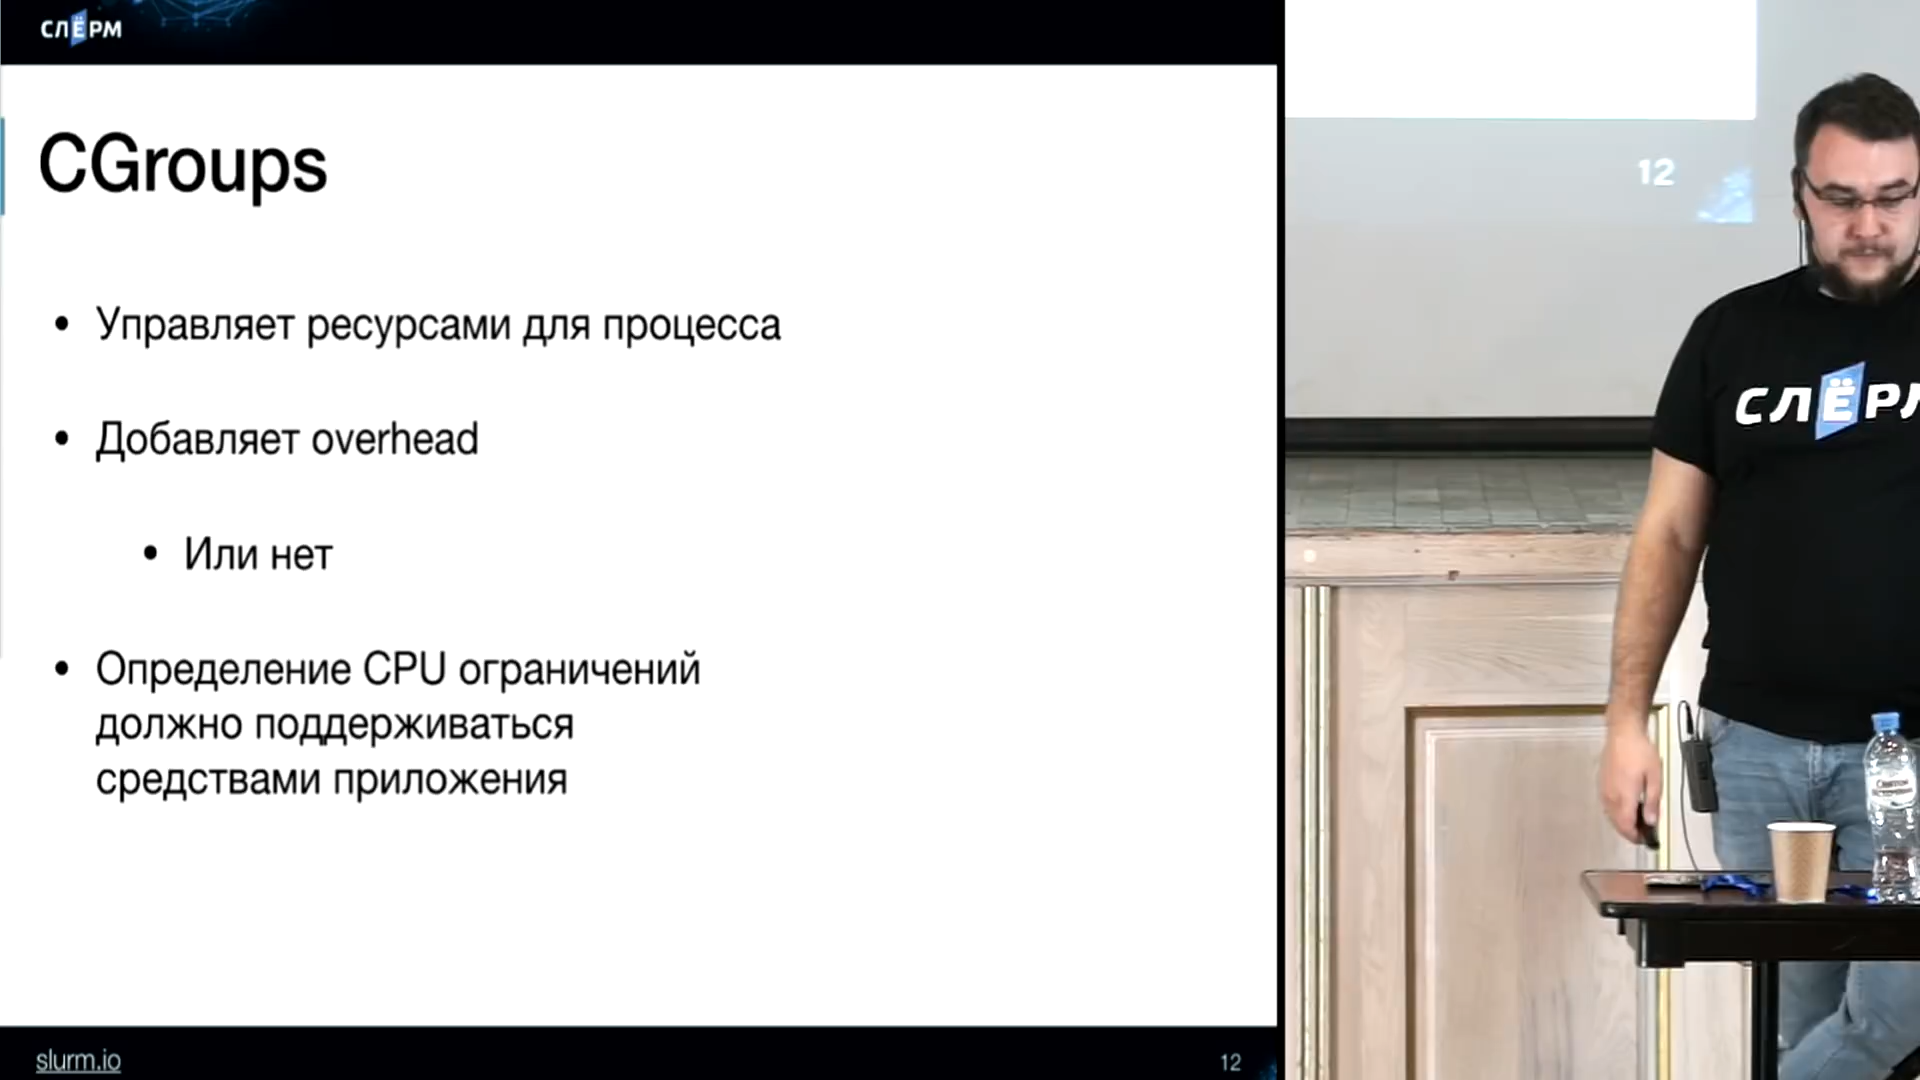 СЛЁРМ
CGroups
• Управляет ресурсами для процесса
• Добавляет overhead
• Или нет
• Определение CPU ограничений
должно поддерживаться
средствами приложения
slurm.io
12
12
СЛЁРМ